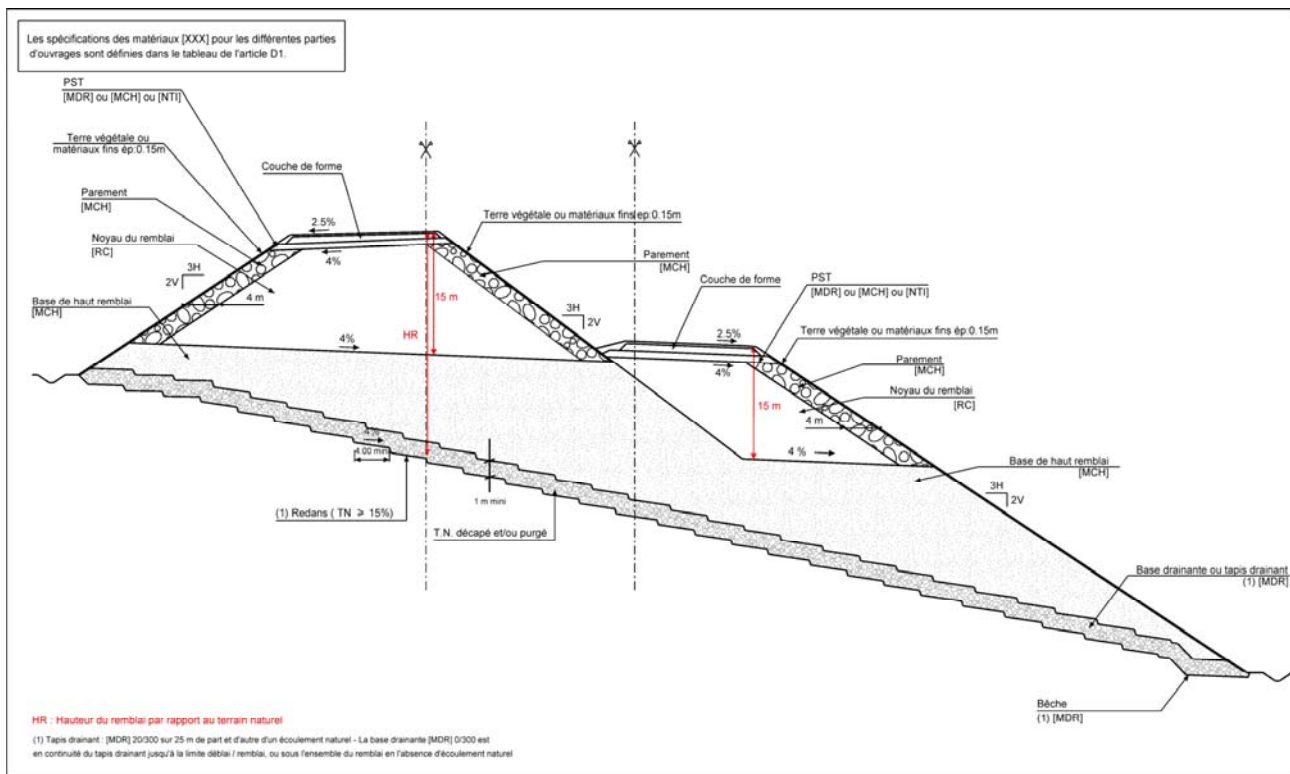 Les spécifications des matériaux [XXX] pour les différentes parties
d'ouvrages sont définies dans le tableau de l'article D1.
PST
[MDR] ou [MCH] ou [NTI]
Terre végétale ou
matériaux fins ép:0.15m
Couche de forme
Parement
[MCH]
2.5%
Terre végétale ou matériaux fins ep:0.15m
Noyau du remblai
[RC]
4%
Parement
[MCH]
3H
2V
Couche de forme
PST
[MDR] ou [MCH] ou [NTI]
4 m
15 m
Base de haut remblai
[MCH]
3H
2V
HR
4%
2.5%
Terre végétale ou matériaux fins ép:0.15m
4%
Parement
[MCH]
Noyau du remblai
[RC]
15 m
4 m
4%
4.00 mini
4 %
Base de haut remblai
[MCH]
3H
2V
1 m mini
(1) Redans ( TN ⩾ 15%)
T.N. décapé et/ou purgé
Base drainante ou tapis drainant
(1) [MDR]
Bêche
(1) [MDR]
HR : Hauteur du remblai par rapport au terrain naturel
(1) Tapis drainant : [MDR] 20/300 sur 25 m de part et d'autre d'un écoulement naturel - La base drainante [MDR] 0/300 est
en continuité du tapis drainant jusqu'à la limite déblai / remblai, ou sous l'ensemble du remblai en l'absence d'écoulement naturel